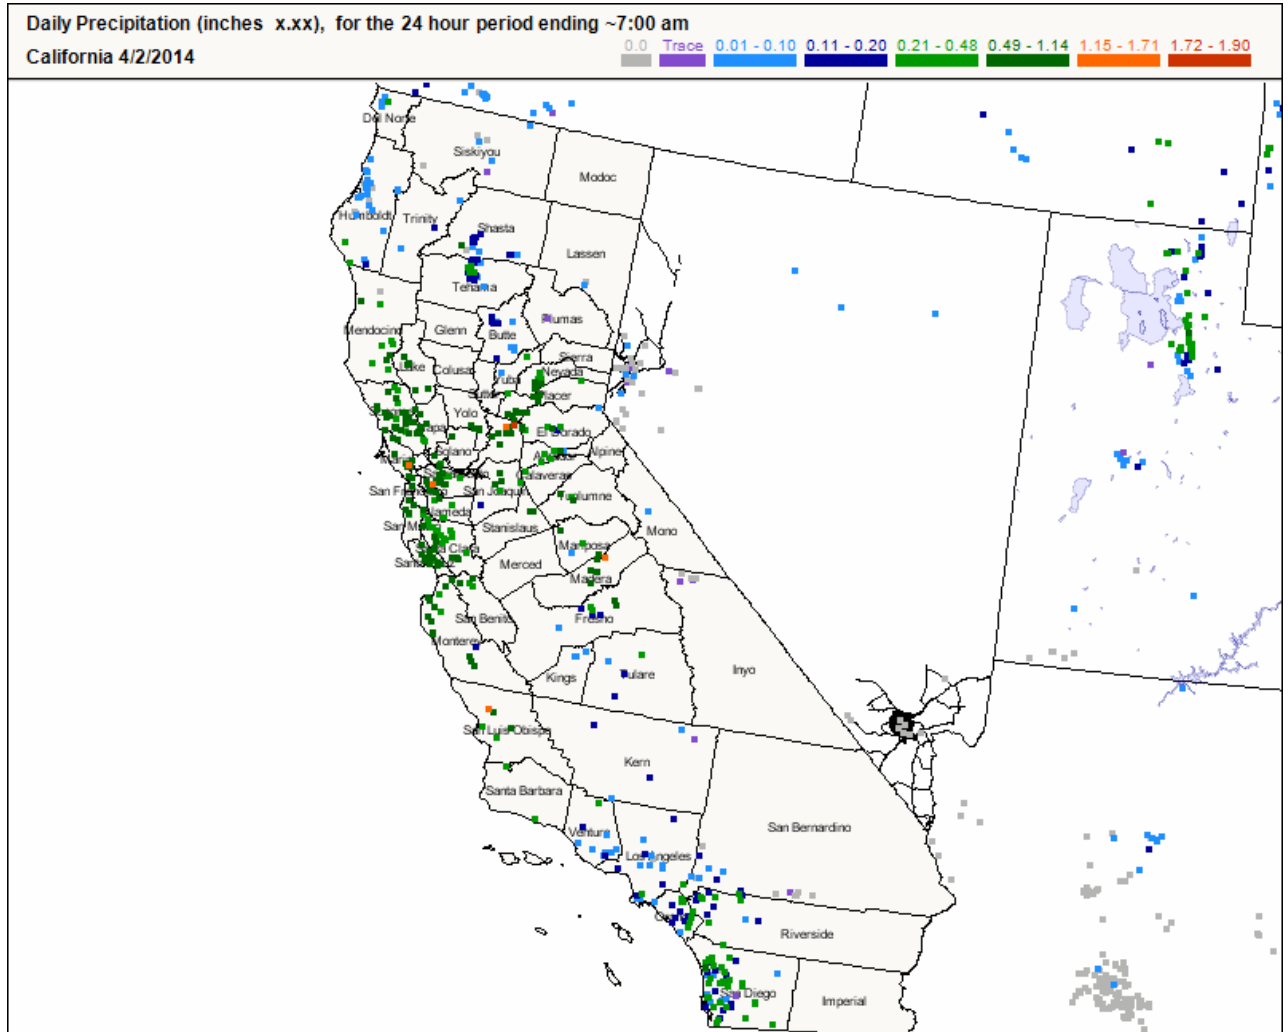 Daily Precipitation (inches x.xx), for the 24 hour period ending ~7:00 am
California 4/2/2014
0.0 Trace 0.01 - 0.10 0.11 - 0.20 0.21 - 0.48 0.49 - 1.14 1.15 - 1.71 1.72 - 1.90
Del Norte
Siskiyou
Modoc
Humboldt
Trinity
Shasta
Lassen
Tehama
Plumas
Mendocino
Glenn
Butte
Sierra
Lake
Colusa
Nevada
Yuba
Placer
Yolo
El Dorado
Solano
Alpine
Calaveras
San Joaquin
Tuolumne
Alameda
Stanislaus
Mono
San Mateo
Mariposa
Santa Clara
Merced
Madera
San Benito
Fresno
Monterey
Kings
Tulare
Inyo
San Luis Obispo
Kern
Santa Barbara
San Bernardino
Ventura
Los Angeles
Riverside
San Diego
Imperial